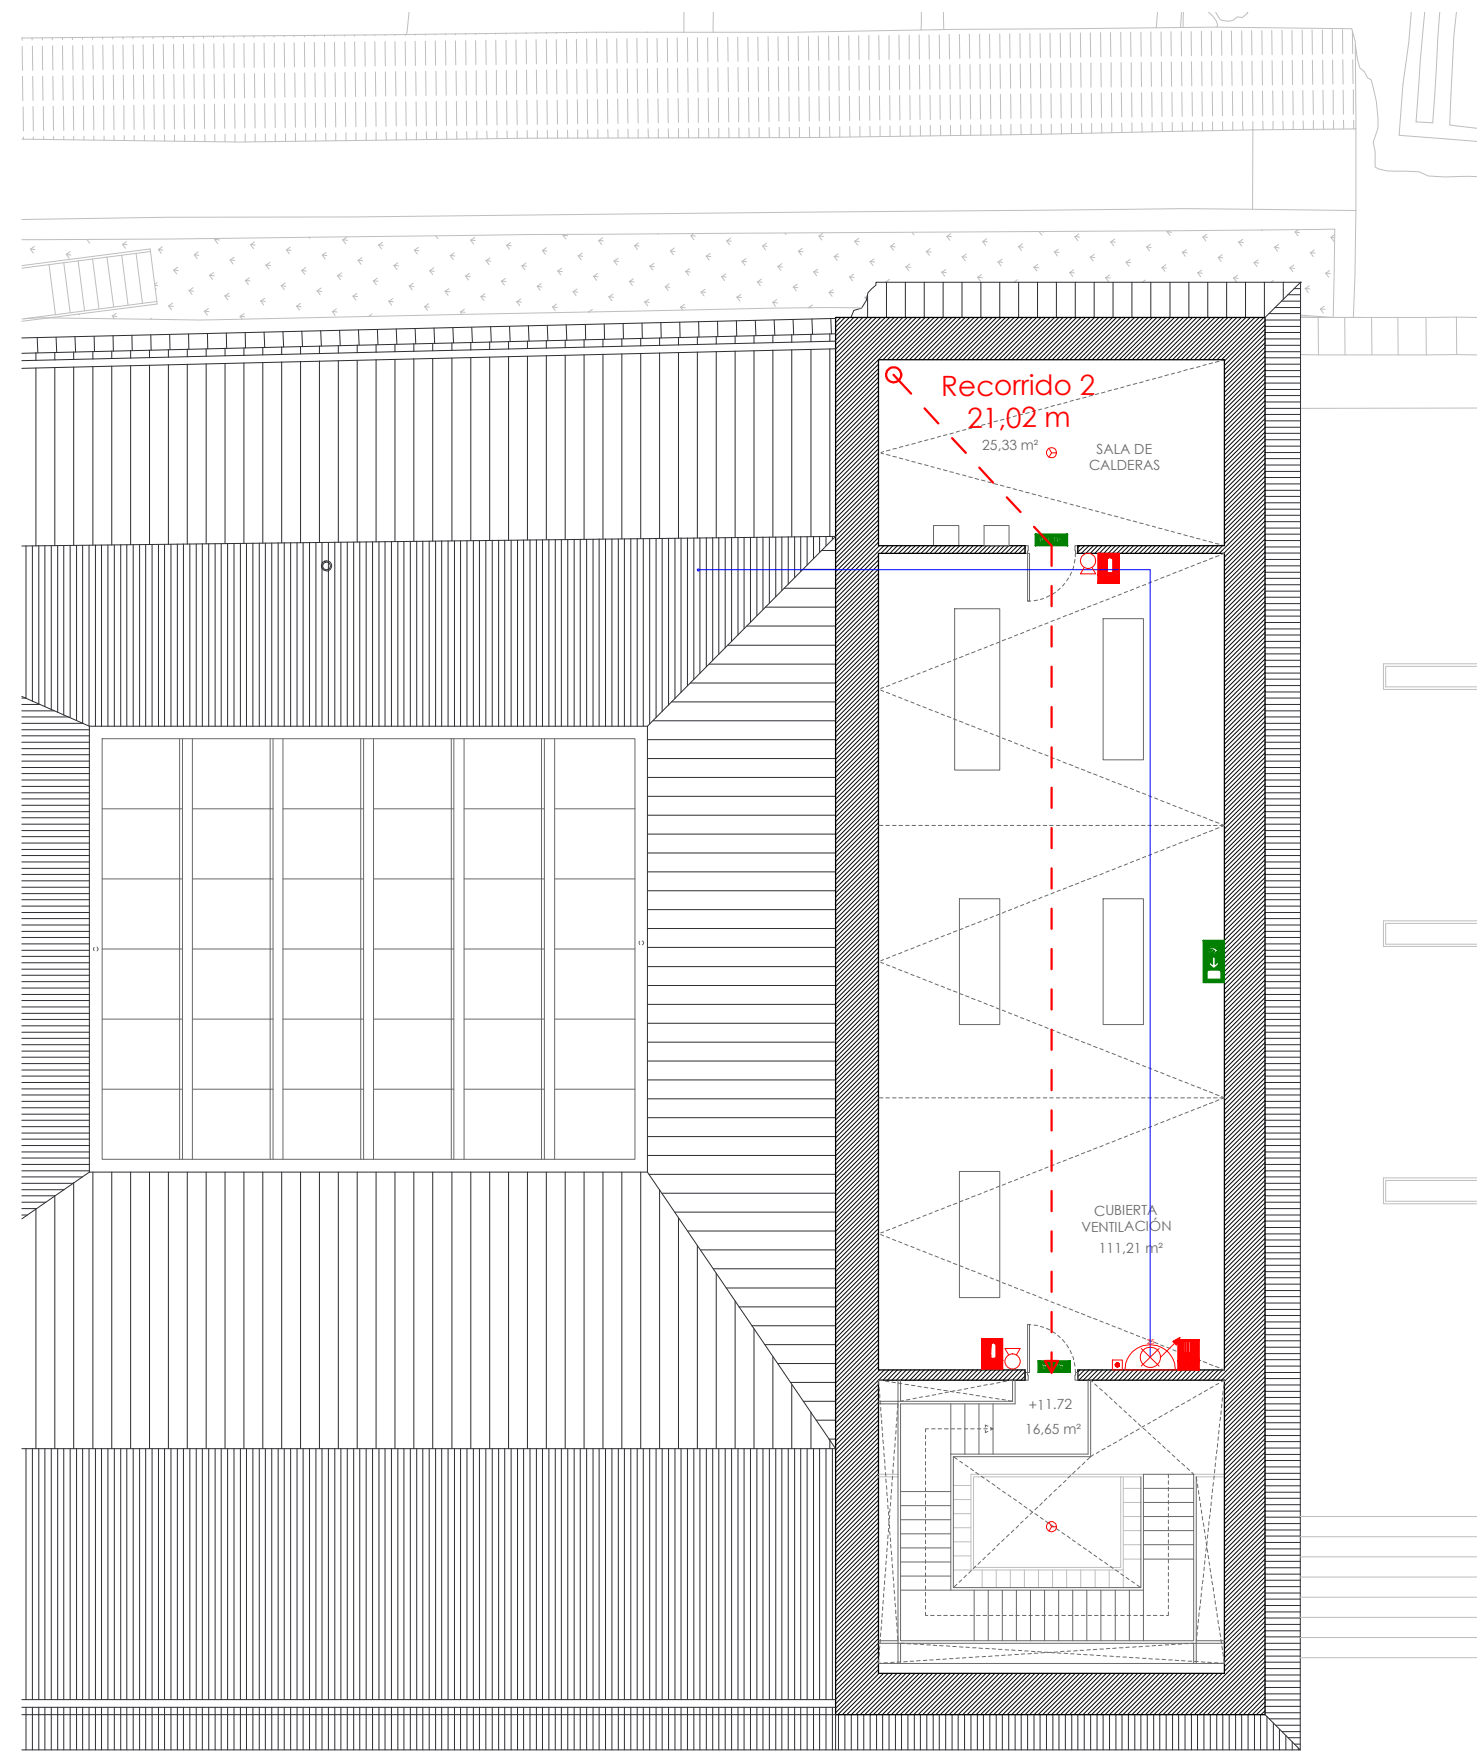 Recorrido 2
21,02 m
25,33 m²
SALA DE
CALDERAS
CUBIERTA
VENTILACIÓN
111,21 m²
+11.72
16,65 m²